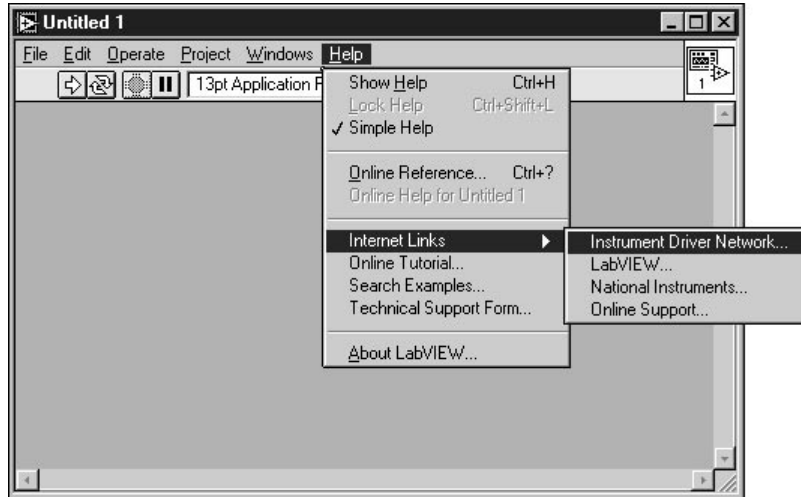 Untitled 1
File Edit Operate Project Windows Help
13pt Application F
1
Show Help Ctrl+H
Lock Help Ctrl+Shift+L
✓ Simple Help
Online Reference... Ctrl+?
Online Help for Untitled 1
Internet Links
Online Tutorial...
Search Examples...
Technical Support Form...
About LabVIEW...
Instrument Driver Network...
LabVIEW...
National Instruments...
Online Support...